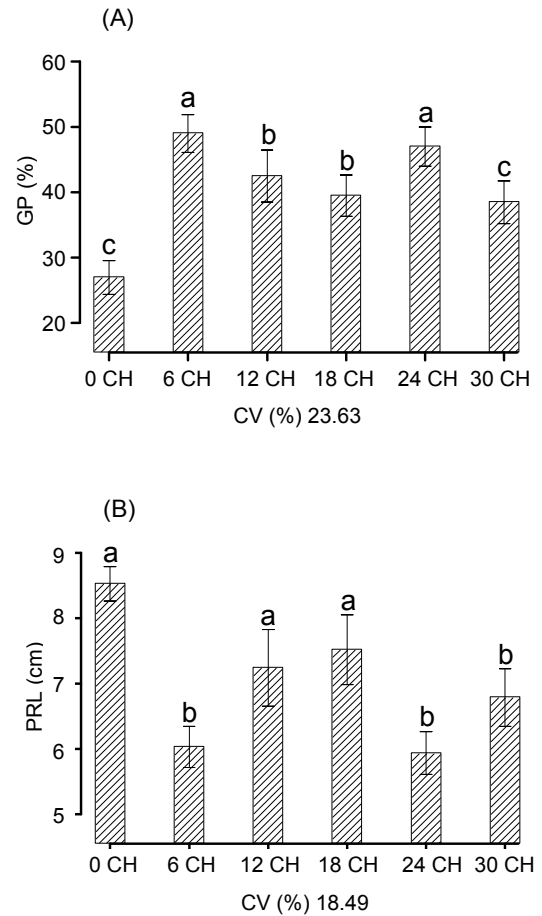 (A)
60
50
40
30
20
GP (%)
c
a
b
b
a
c
0 CH 6 CH 12 CH 18 CH 24 CH 30 CH
CV (%) 23.63
(B)
9
8
7
6
5
PRL (cm)
a
b
a
a
b
b
0 CH 6 CH 12 CH 18 CH 24 CH 30 CH
CV (%) 18.49